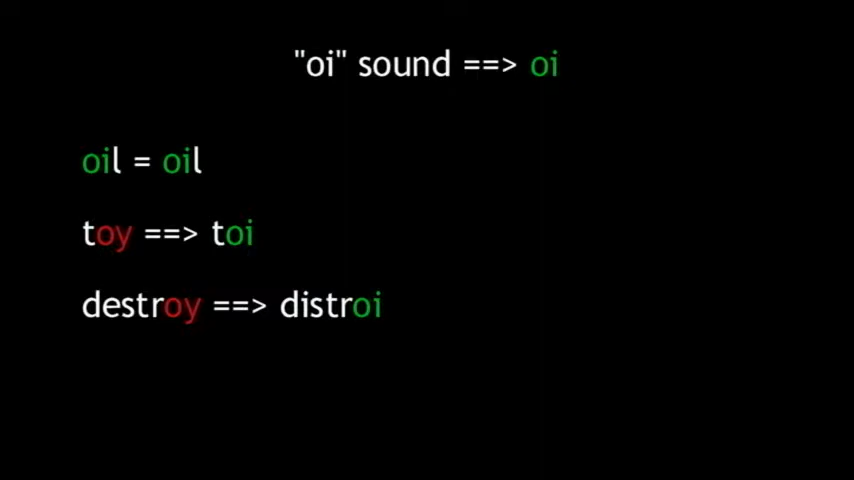 "oi" sound ==> oi
oil = oil
toy ==> toi
destroy ==> distroi